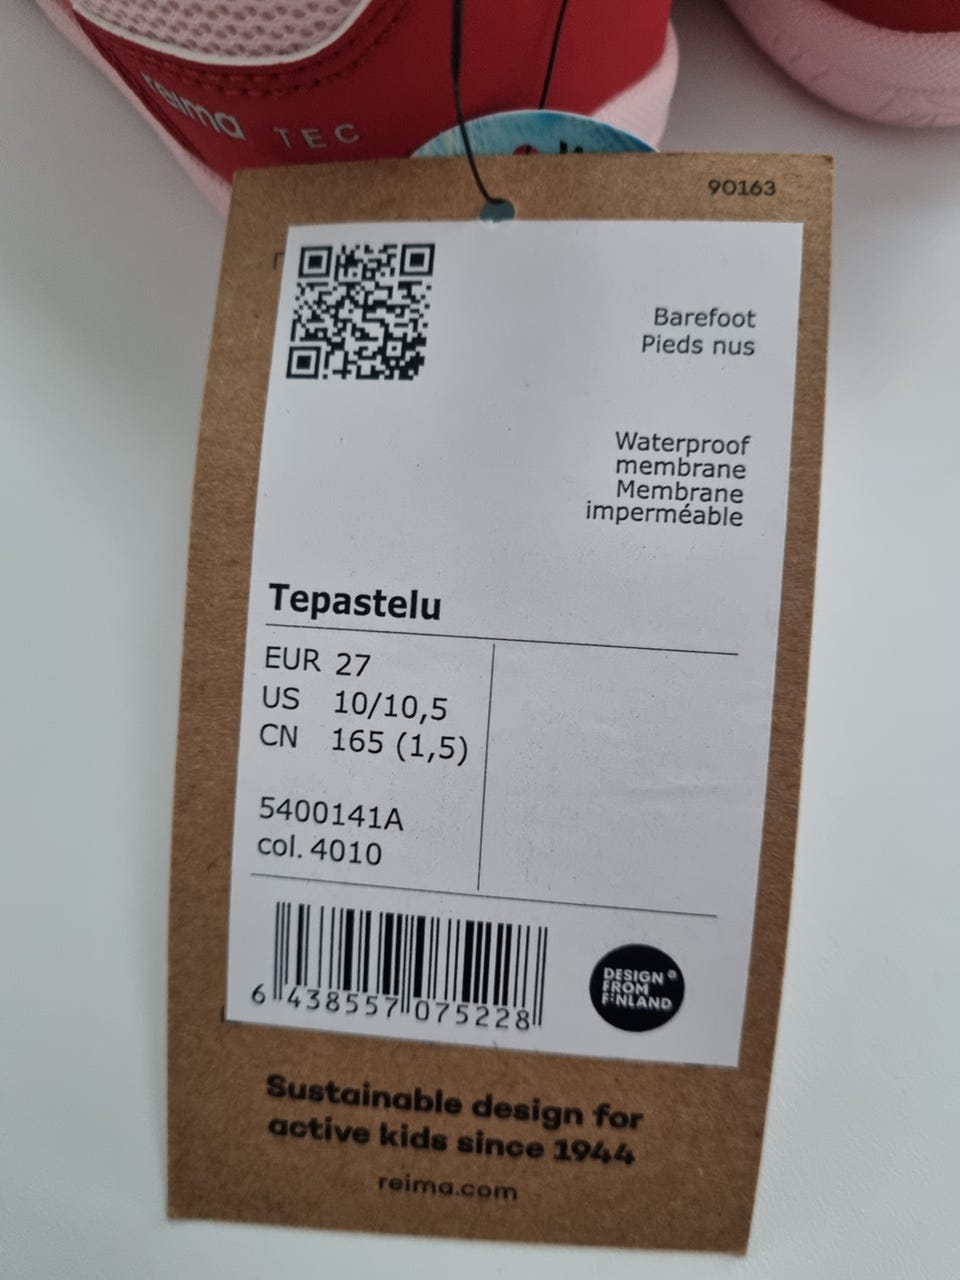 reima TEC
90163
Barefoot
Pieds nus
Waterproof
membrane
Membrane
imperméable
Tepastelu
EUR 27
US 10/10,5
CN 165 (1,5)
5400141A
col. 4010
6 438557 075228
DESIGN
FROM
FINLAND
Sustainable design for
active kids since 1944
reima.com